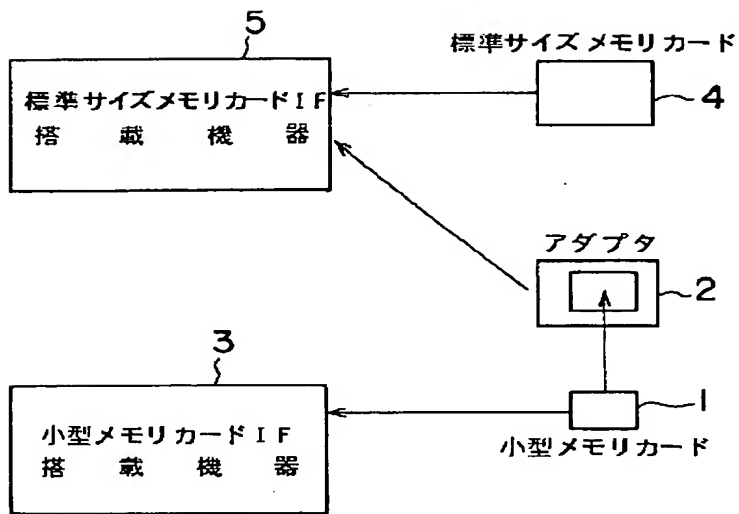 5
標準サイズメモリカードIF
搭載機器
標準サイズメモリカード
4
アダプタ
2
3
小型メモリカードIF
搭載機器
1
小型メモリカード